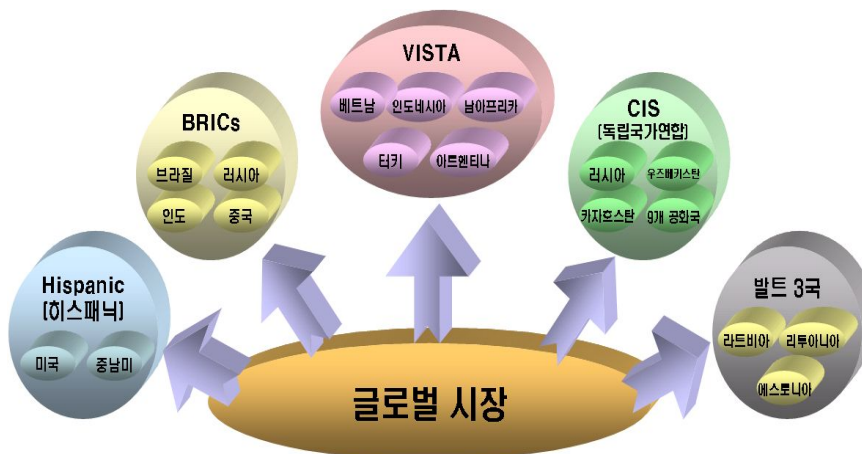 VISTA
베트남
인도네시아
남아프리카
터키
아르헨티나
BRICs
브라질
러시아
인도
중국
CIS
(독립국가연합)
러시아
우즈베키스탄
카자흐스탄
9개 공화국
Hispanic
(히스패닉)
미국
중남미
발트 3국
라트비아
리투아니아
에스토니아
글로벌 시장